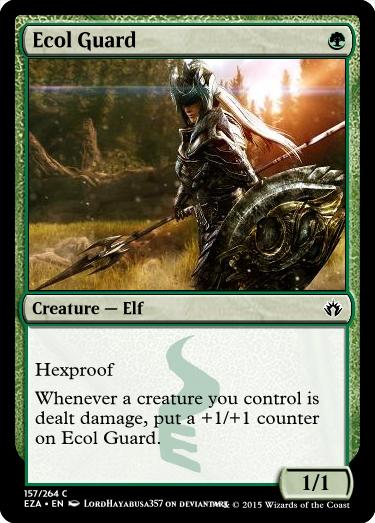 Ecol Guard
Creature — Elf
Hexproof
Whenever a creature you control is
dealt damage, put a +1/+1 counter
on Ecol Guard.
1/1
157/264 C
EZA • EN LordHayabusa357 on deviantart & © 2015 Wizards of the Coast